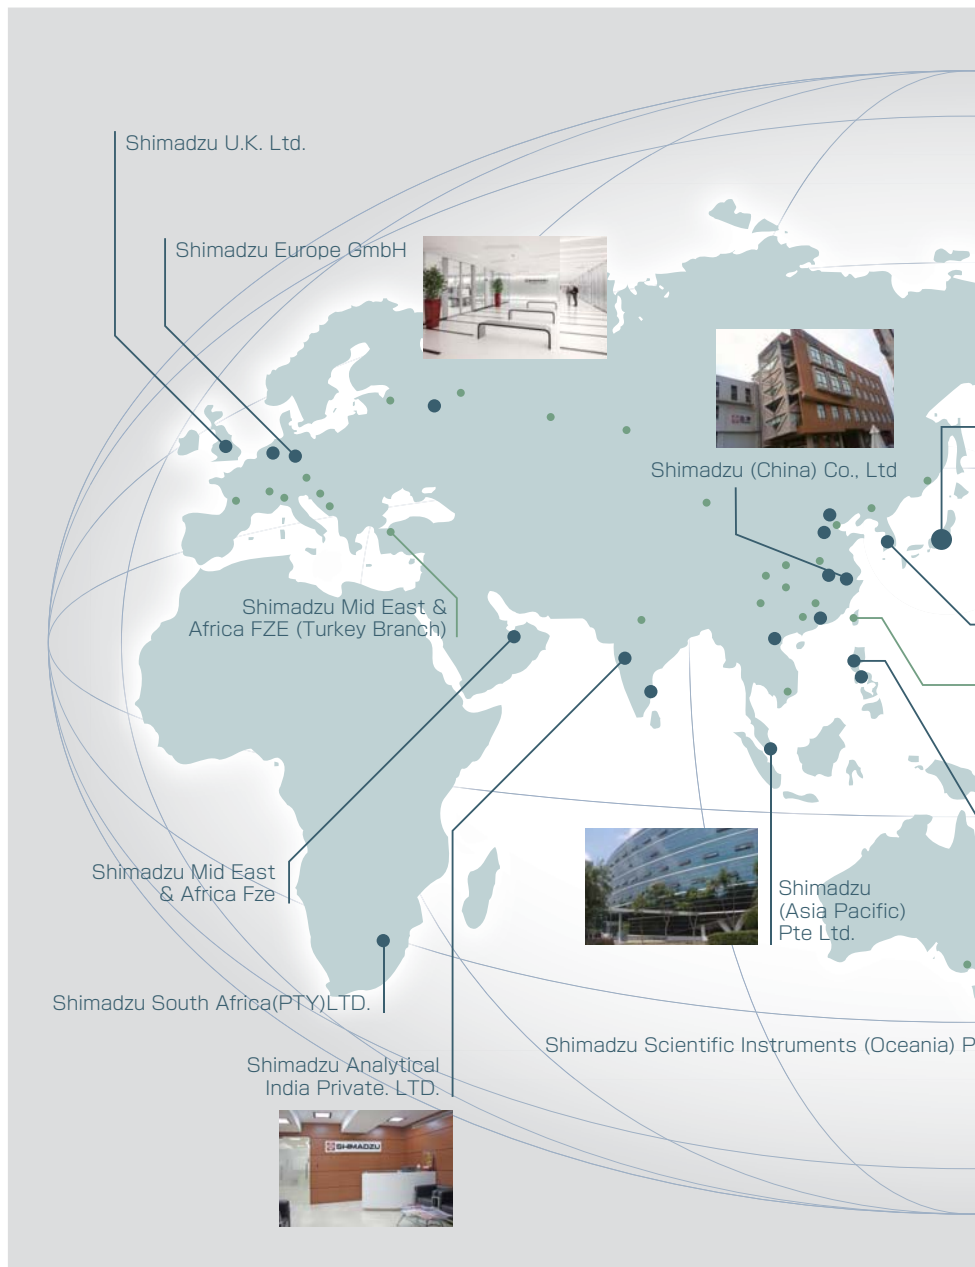 Shimadzu U.K. Ltd.
Shimadzu Europe GmbH
Shimadzu (China) Co., Ltd
Shimadzu Mid East &
Africa FZE (Turkey Branch)
Shimadzu Mid East
& Africa Fze
Shimadzu
(Asia Pacific)
Pte Ltd.
Shimadzu South Africa(PTY)LTD.
Shimadzu Scientific Instruments (Oceania) P
Shimadzu Analytical
India Private. LTD.
SHIMADZU